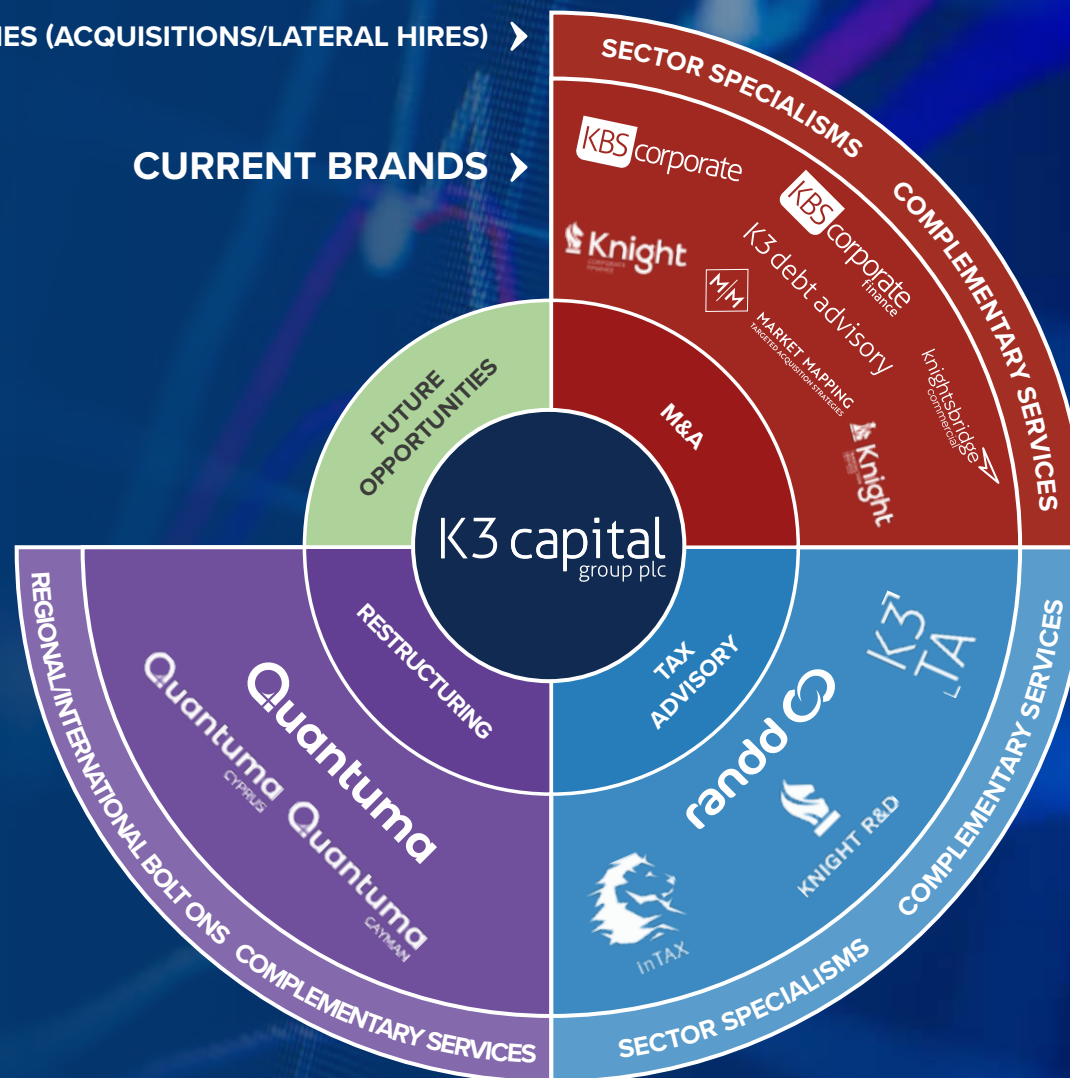 (ACQUISITIONS/LATERAL HIRES)
CURRENT BRANDS
SECTOR SPECIALISMS
COMPLEMENTARY SERVICES
KBS corporate
KBS corporate
finance
Knight
CORPORATE
FINANCE
K3 debt advisory
M|M
MARKET MAPPING
TARGETED ACQUISITION STRATEGIES
knightsbridge
commercial
Knight
M&A
FUTURE
OPPORTUNITIES
K3 capital
group plc
RESTRUCTURING
TAX
ADVISORY
REGIONAL/INTERNATIONAL BOLT ONS
COMPLEMENTARY SERVICES
Quantuma
CYPRUS
Quantuma
Quantuma
CAYMAN
K3
TA
randd
KNIGHT R&D
InTAX
SECTOR SPECIALISMS
COMPLEMENTARY SERVICES